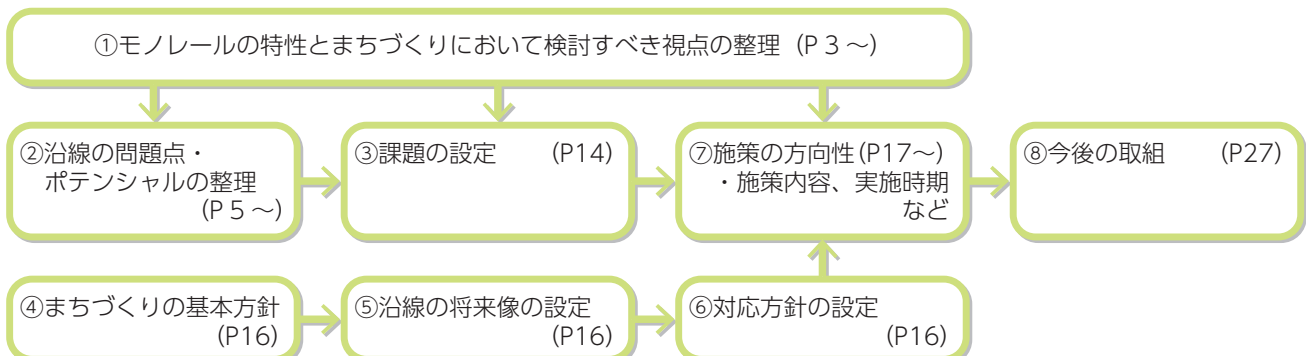 ①モノレールの特性とまちづくりにおいて検討すべき視点の整理（P３～）
②沿線の問題点・
ポテンシャルの整理
（P５～）
③課題の設定　（P14）
⑦施策の方向性（P17～）
・施策内容、実施時期
など
⑧今後の取組　（P27）
④まちづくりの基本方針
（P16）
⑤沿線の将来像の設定
（P16）
⑥対応方針の設定
（P16）